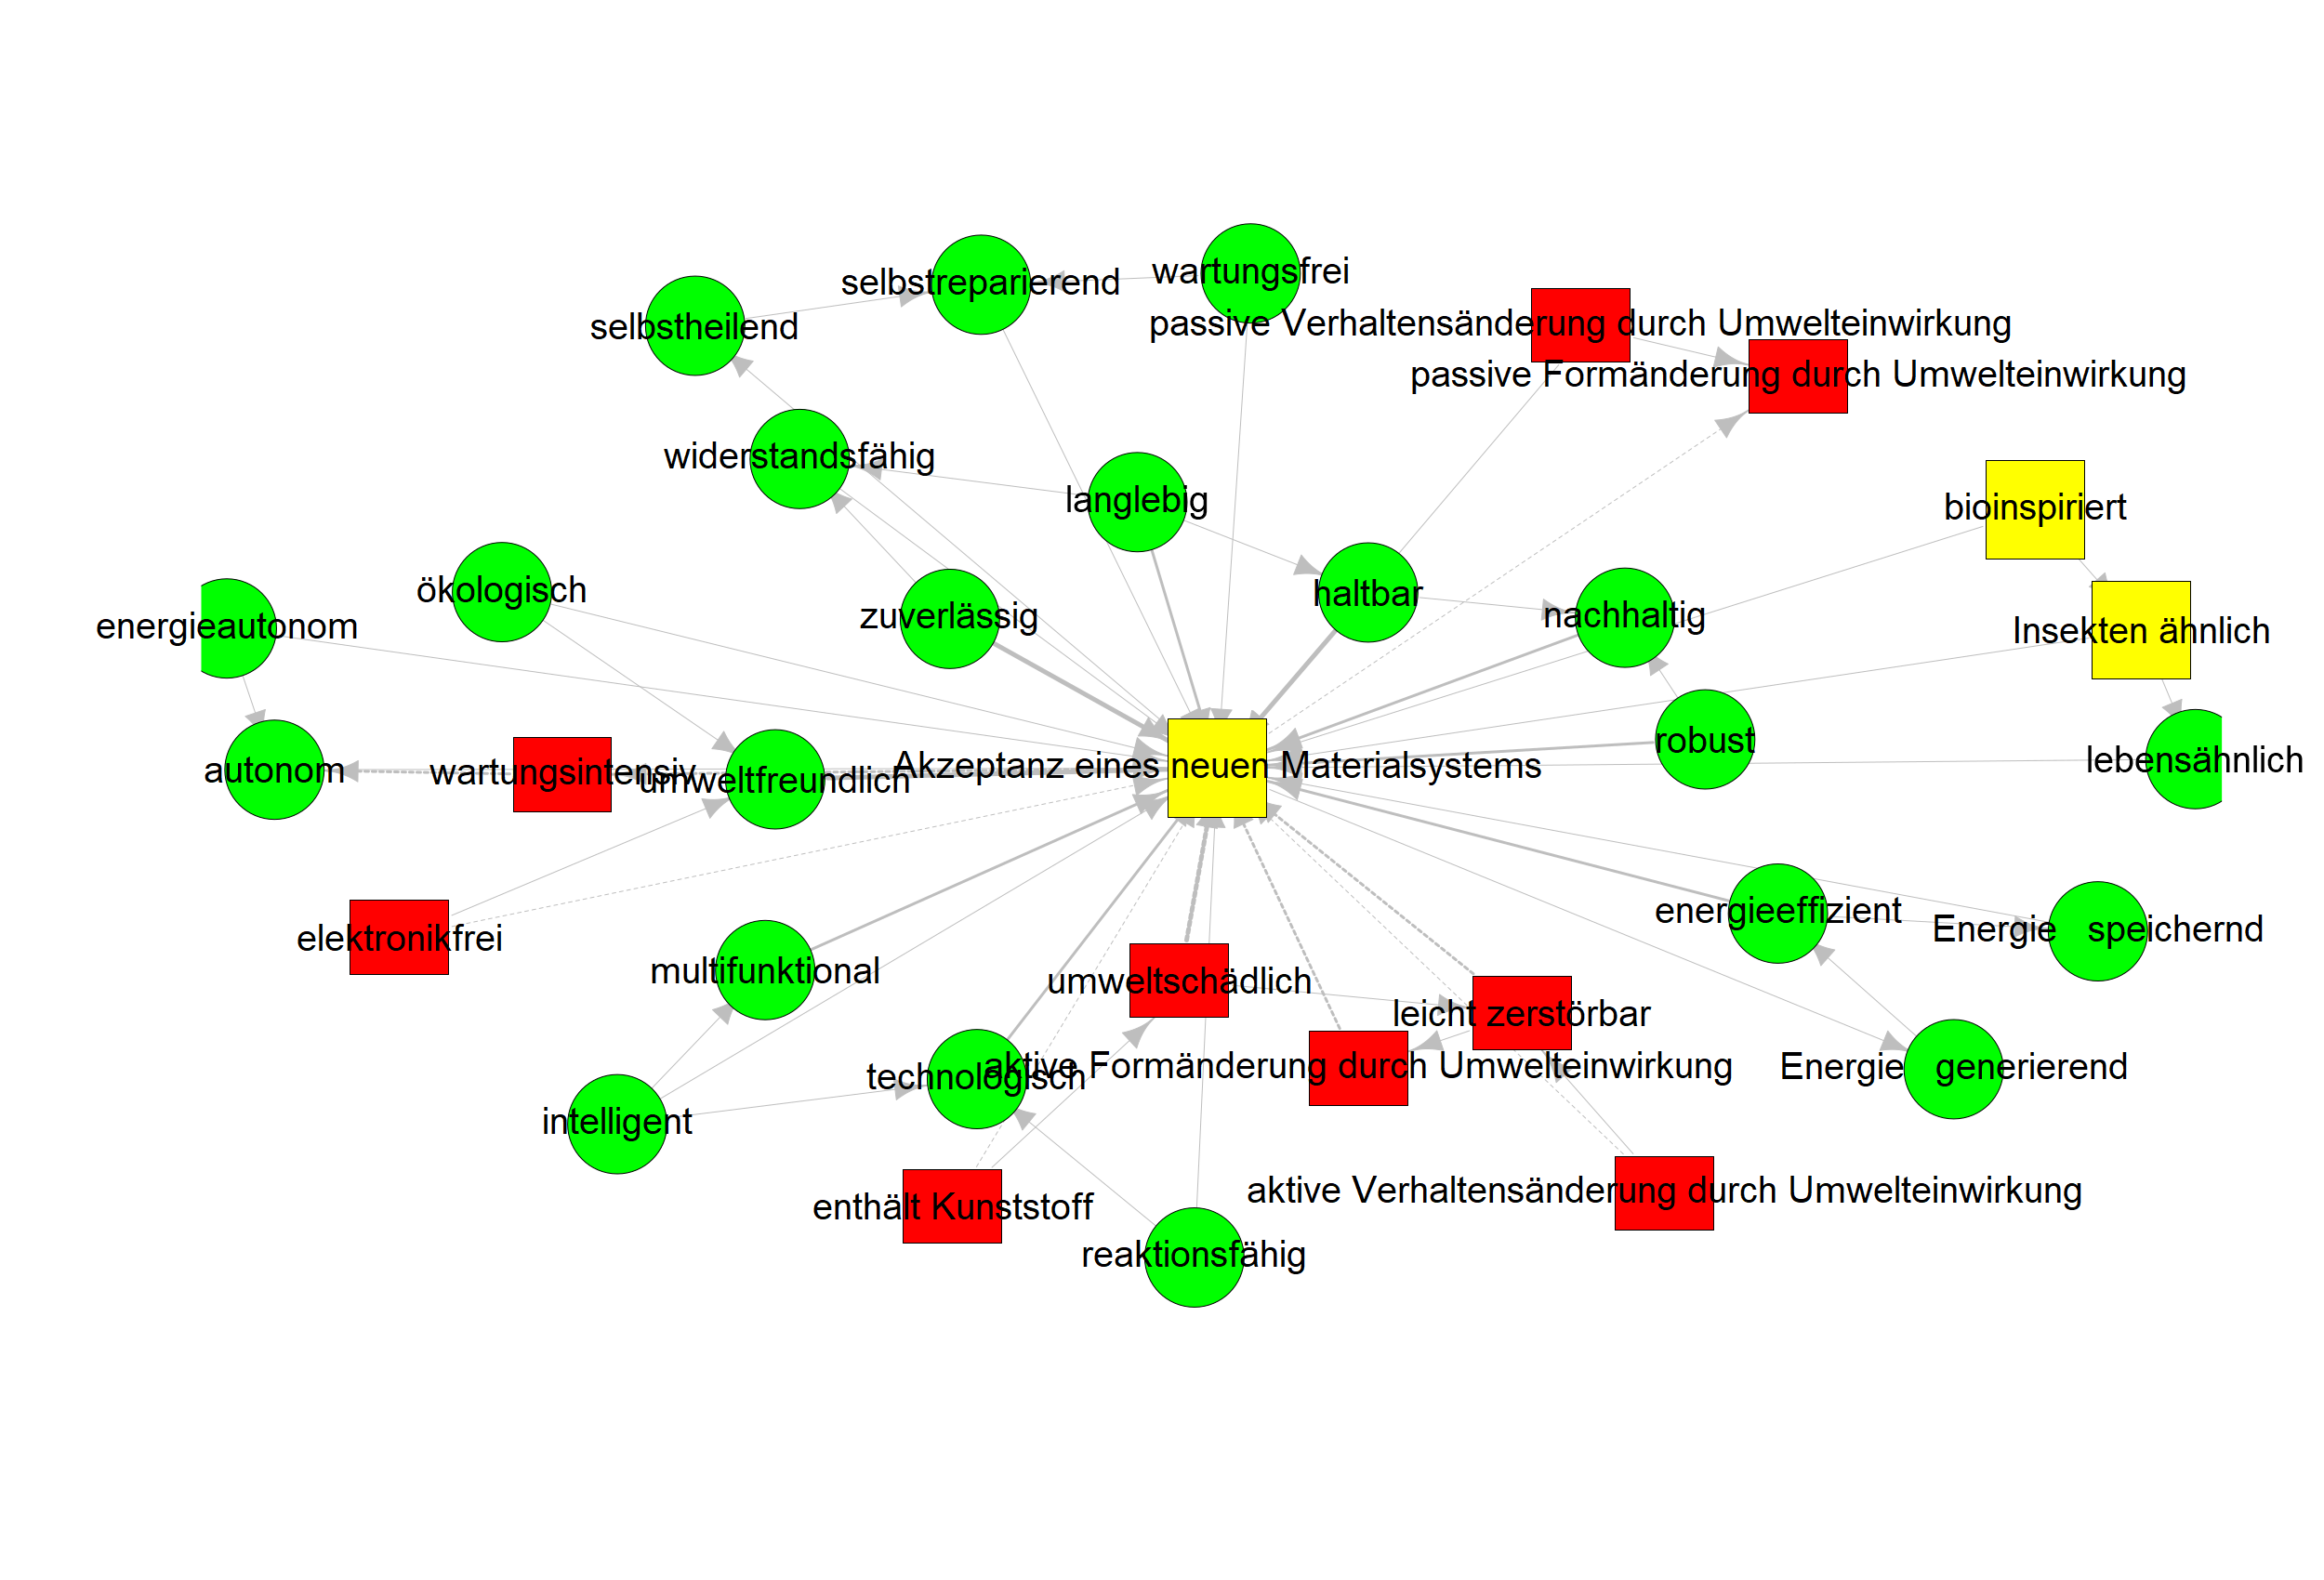 wartungsfrei
selbstreparierend
selbstheilend
passive Verhaltensänderung durch Umwelteinwirkung
passive Formänderung durch Umwelteinwirkung
widerstandsfähig
langlebig
bioinspiriert
ökologisch
haltbar
zuverlässig
nachhaltig
energieautonom
Insekten ähnlich
robust
lebensähnlich
autonom
wartungsintensiv
umweltfreundlich
Akzeptanz eines neuen Materialsystems
energieeffizient
Energie speichernd
elektronikfrei
multifunktional
umweltschädlich
leicht zerstörbar
aktive Formänderung durch Umwelteinwirkung
Energie generierend
technologisch
intelligent
aktive Verhaltensänderung durch Umwelteinwirkung
enthält Kunststoff
reaktionsfähig